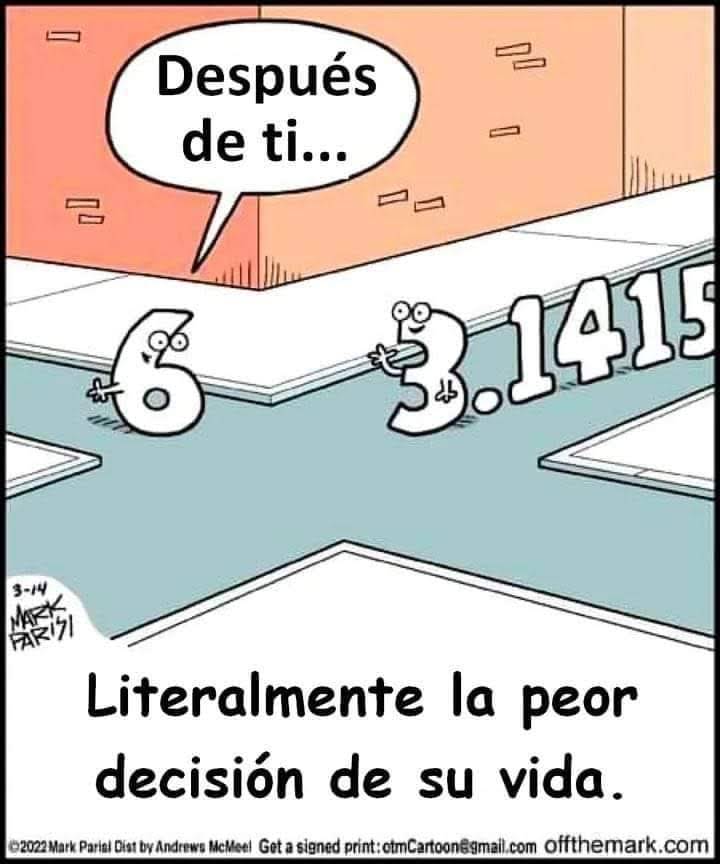 Después
de ti...
6
3.1415
3-14
MARK
PARISI
Literalmente la peor
decisión de su vida.
©2022 Mark Parisi Dist by Andrews McMeel Get a signed print: otmCartoon@gmail.com offthemark.com